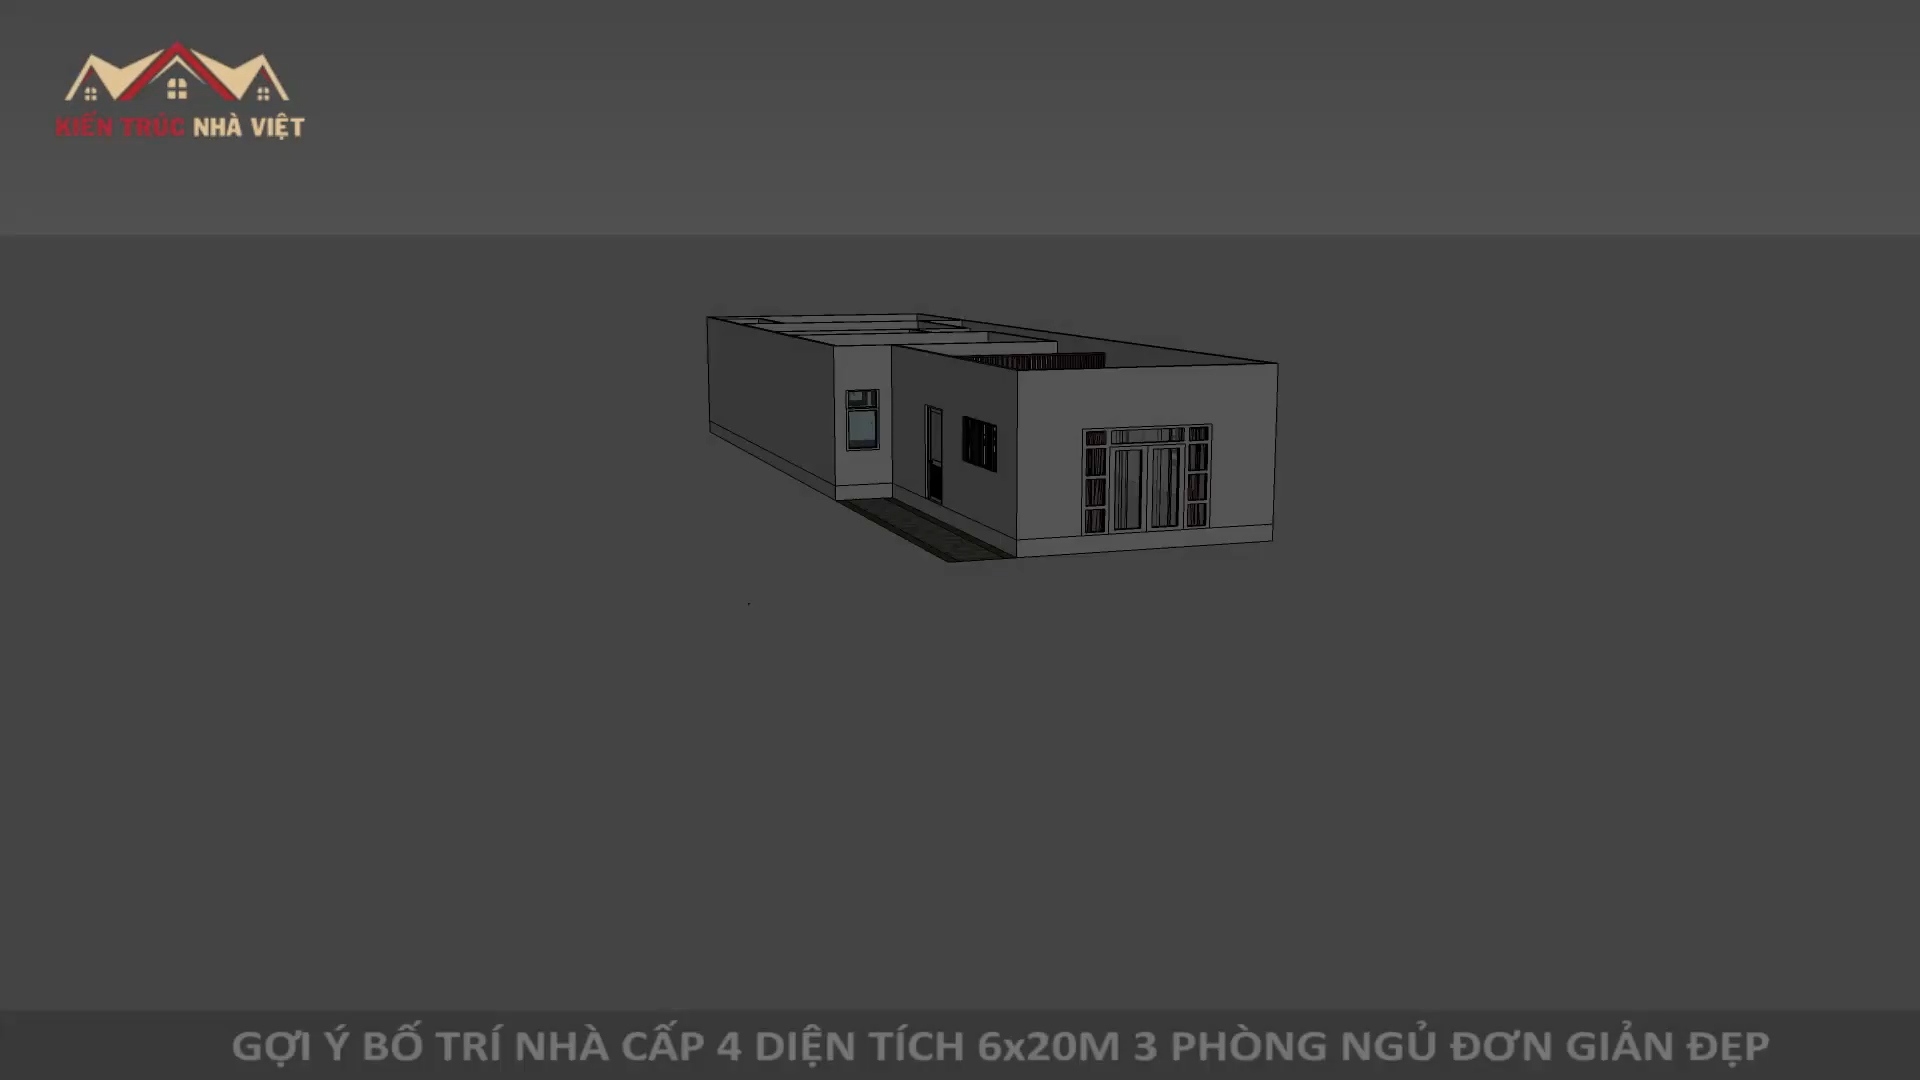 KIẾN TRÚC NHÀ VIỆT
GỢI Ý BỐ TRÍ NHÀ CẤP 4 DIỆN TÍCH 6x20M 3 PHÒNG NGỦ ĐƠN GIẢN ĐẸP